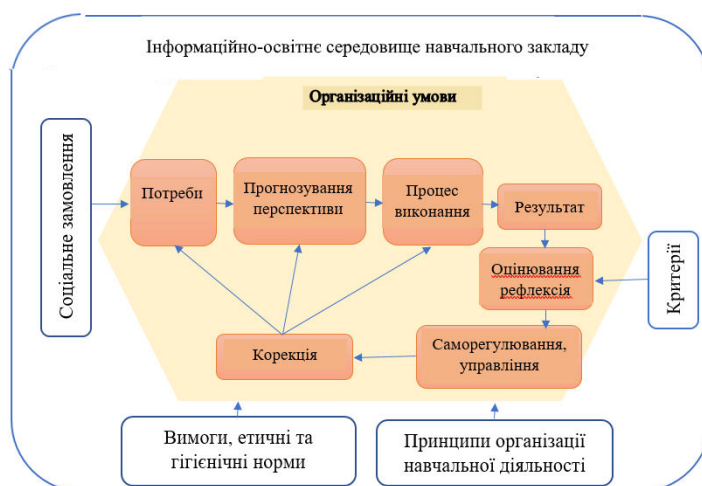 Інформаційно-освітнє середовище навчального закладу
Організаційні умови
Соціальне замовлення
Потреби
Прогнозування
перспективи
Процес
виконання
Результат
Оцінювання
рефлексія
Критерії
Саморегулювання,
управління
Корекція
Вимоги, етичні та
гігієнічні норми
Принципи організації
навчальної діяльності